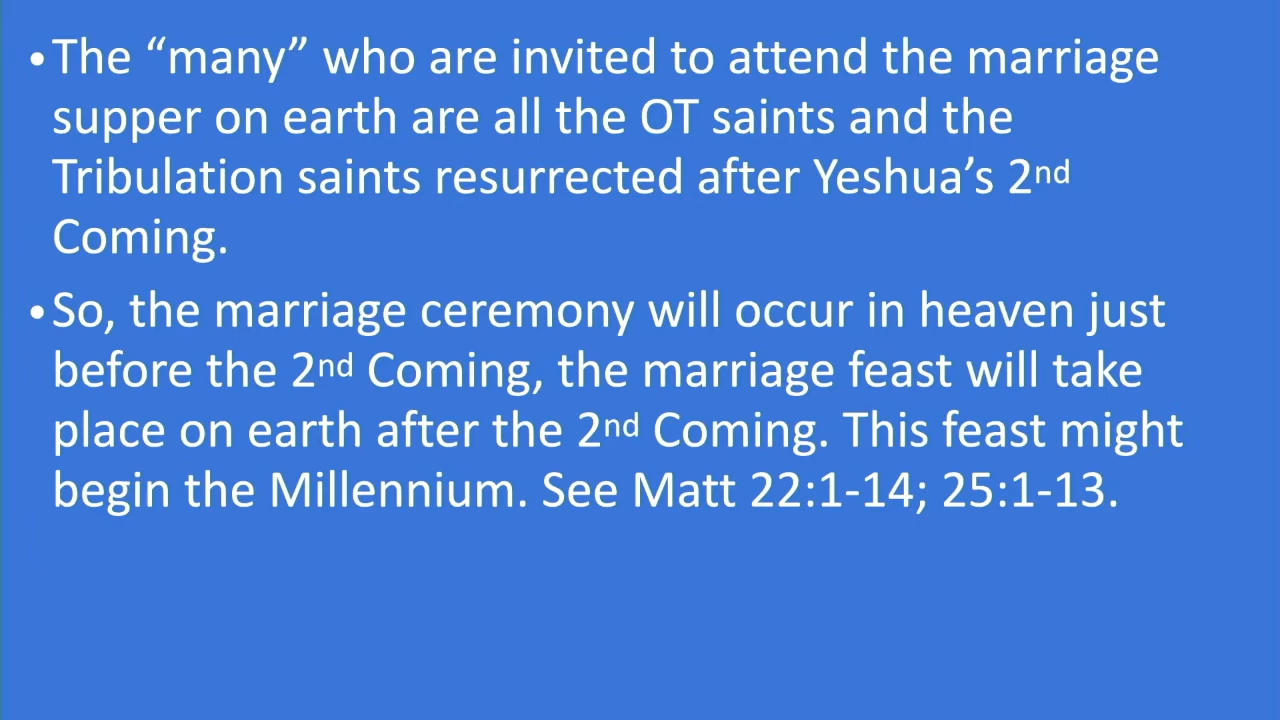 •The “many” who are invited to attend the marriage
supper on earth are all the OT saints and the
Tribulation saints resurrected after Yeshua’s 2nd
Coming.
•So, the marriage ceremony will occur in heaven just
before the 2nd Coming, the marriage feast will take
place on earth after the 2nd Coming. This feast might
begin the Millennium. See Matt 22:1-14; 25:1-13.